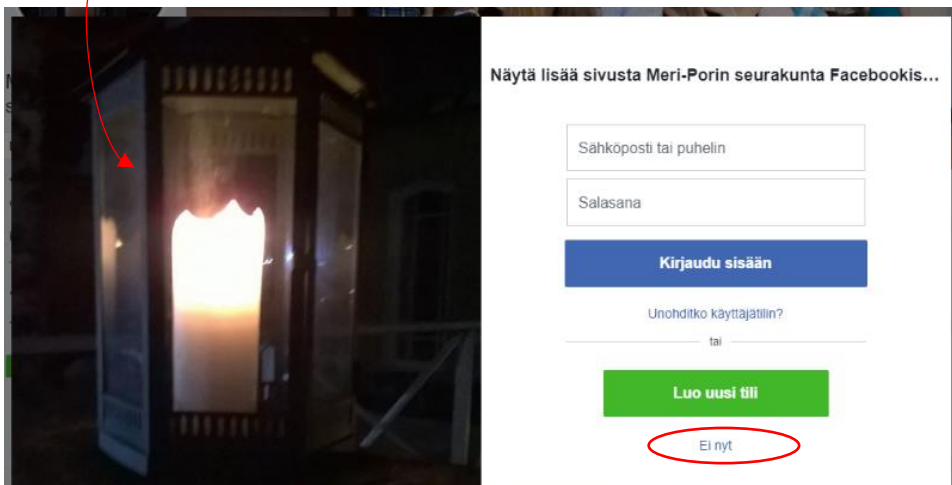 Näytä lisää sivusta Meri-Porin seurakunta Facebookis...
Sähköposti tai puhelin
Salasana
Kirjaudu sisään
Unohditko käyttäjätilin?
tai
Luo uusi tili
Ei nyt